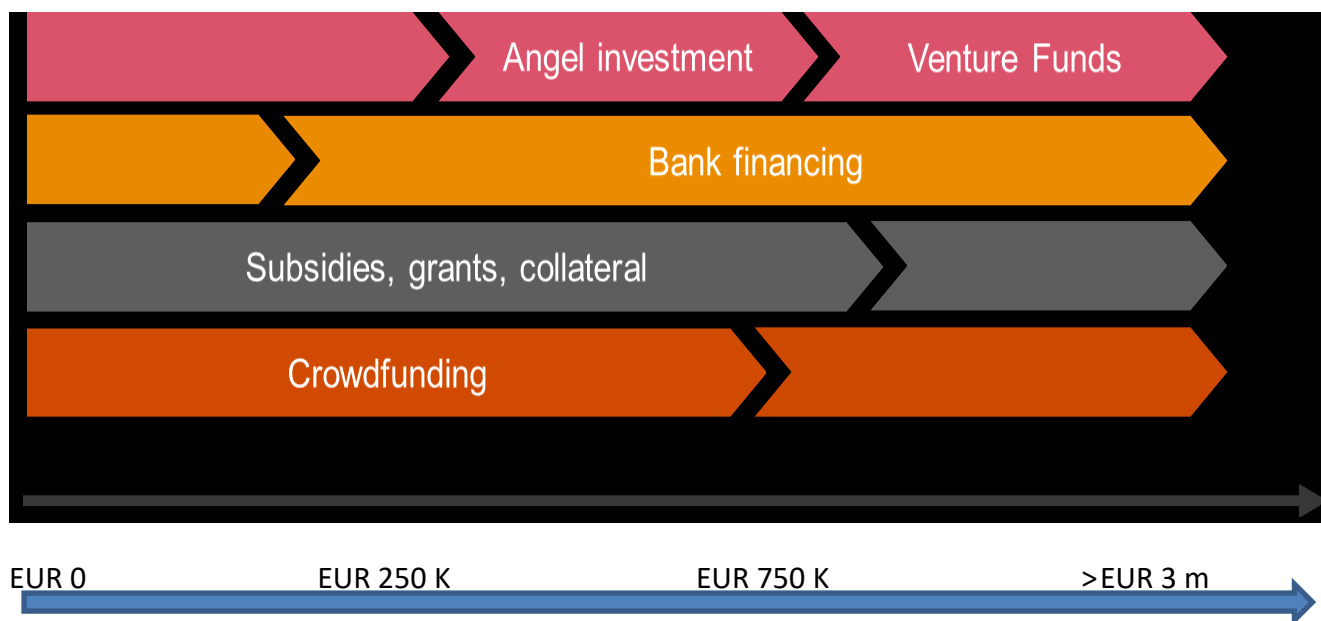 Angel investment
Venture Funds
Bank financing
Subsidies, grants, collateral
Crowdfunding
EUR 0
EUR 250 K
EUR 750 K
>EUR 3 m